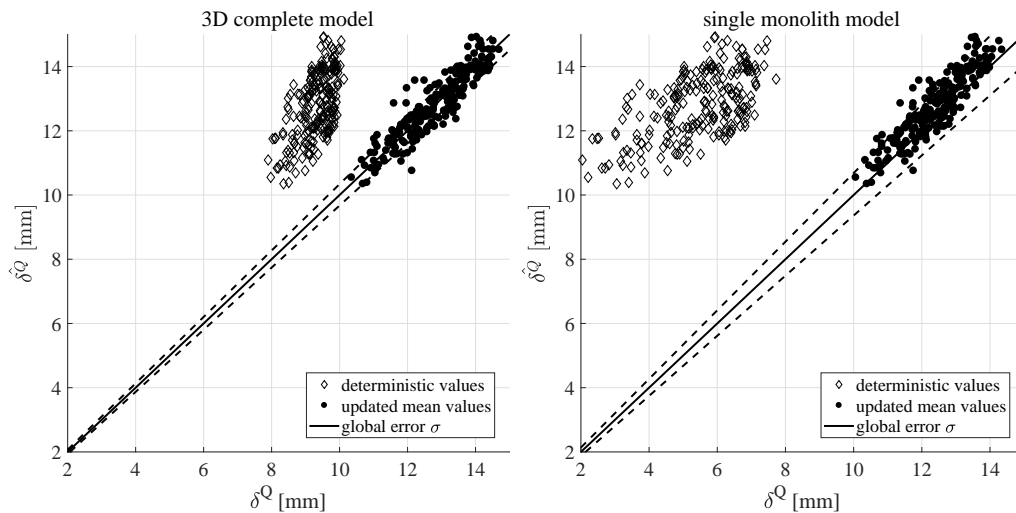 3D complete model
14
12
10
8
6
4
2
2 4 6 8 10 12 14
δ̂^Q [mm]
δ^Q [mm]
deterministic values
updated mean values
global error σ
single monolith model
14
12
10
8
6
4
2
2 4 6 8 10 12 14
δ̂^Q [mm]
δ^Q [mm]
deterministic values
updated mean values
global error σ